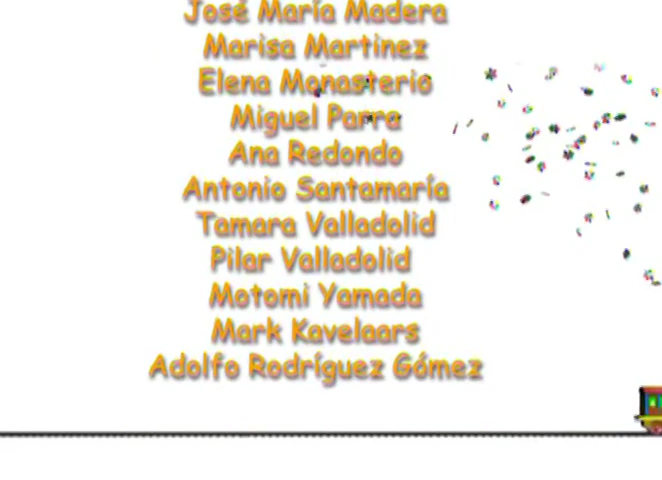 José María Madera
Marisa Martinez
Elena Monasterio
Miguel Parra
Ana Redondo
Antonio Santamaría
Tamara Valladolid
Pilar Valladolid
Motomi Yamada
Mark Kavelaars
Adolfo Rodríguez Gómez